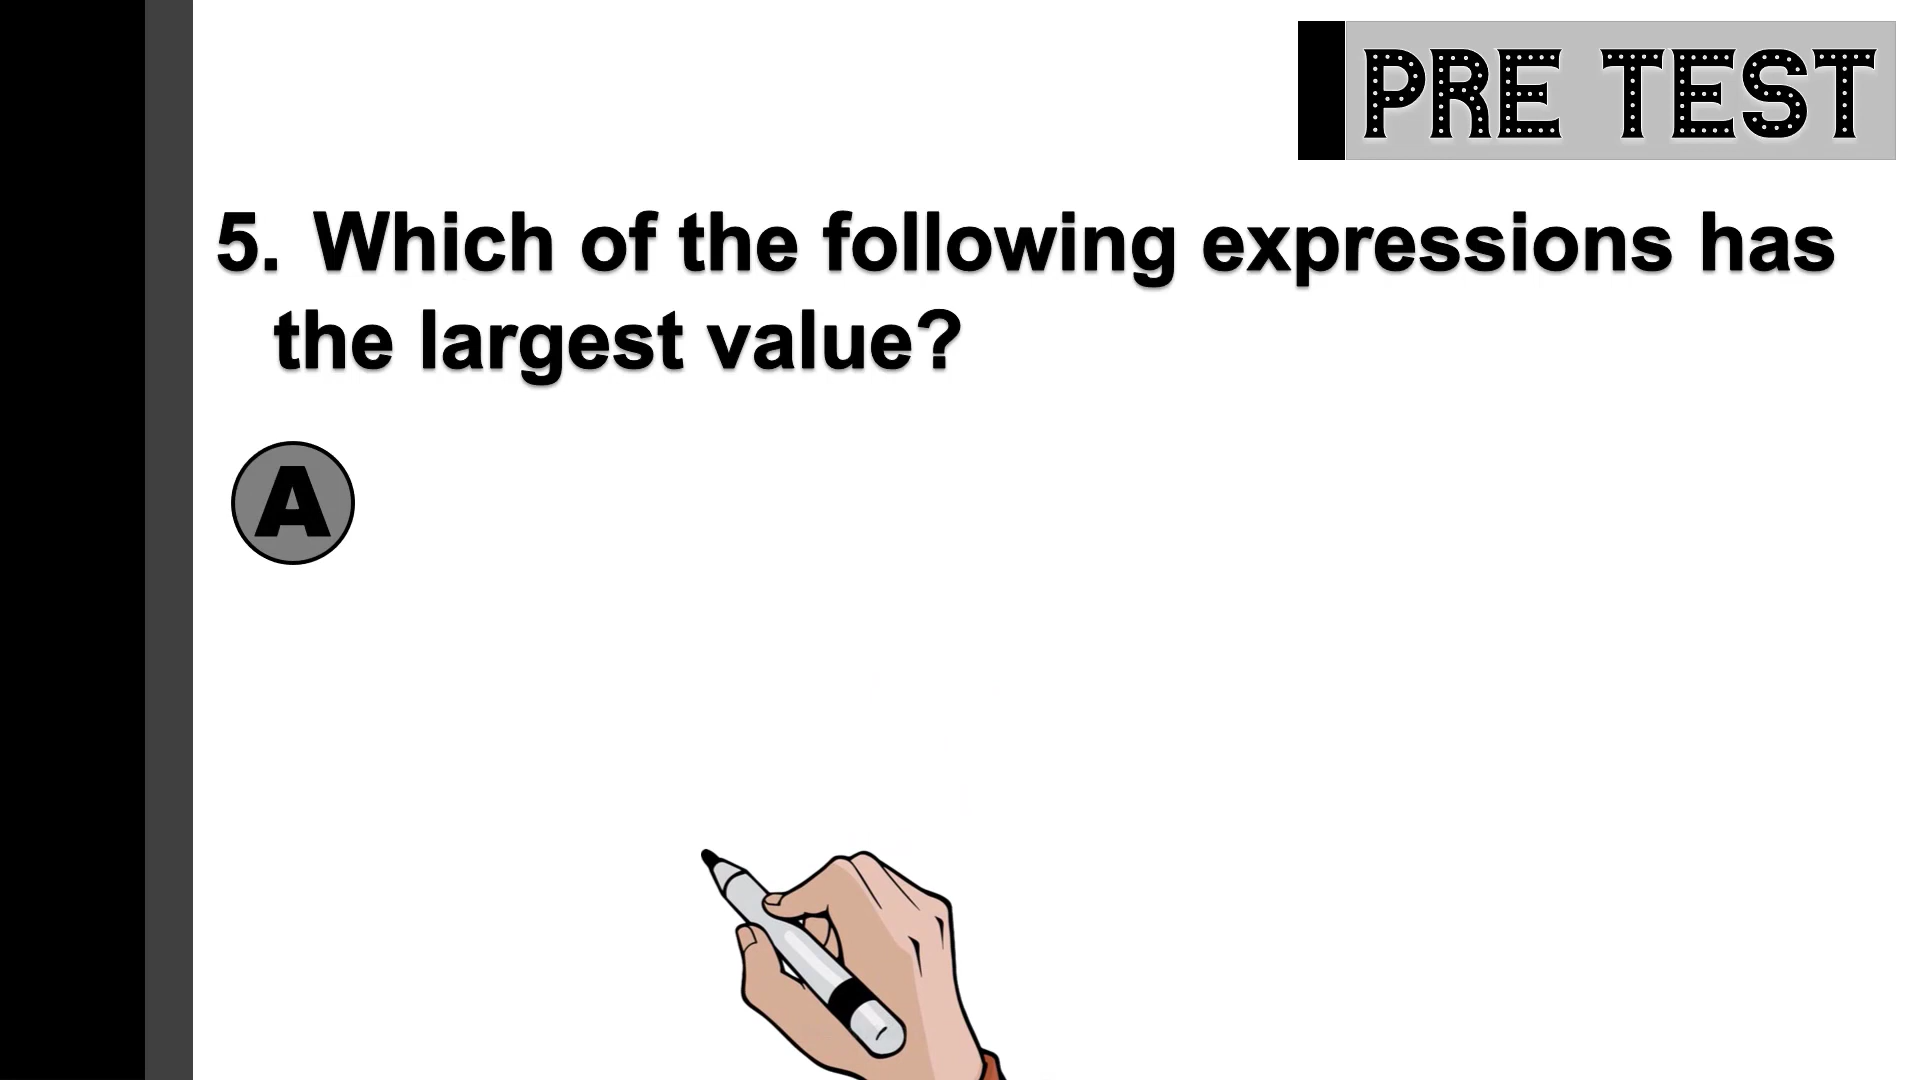 PRE TEST
5. Which of the following expressions has
the largest value?
A